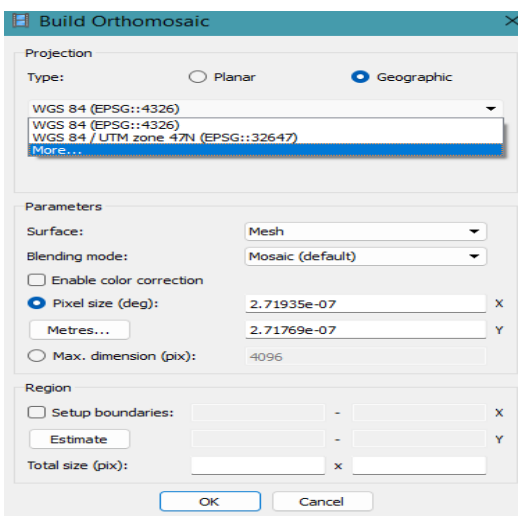 Build Orthomosaic
Projection
Type: Planar Geographic
WGS 84 (EPSG::4326)
WGS 84 (EPSG::4326)
WGS 84 / UTM zone 47N (EPSG::32647)
More...
Parameters
Surface: Mesh
Blending mode: Mosaic (default)
Enable color correction
Pixel size (deg): 2.71935e-07 X
Metres... 2.71769e-07 Y
Max. dimension (pix): 4096
Region
Setup boundaries: - X
Estimate - Y
Total size (pix): x
OK Cancel